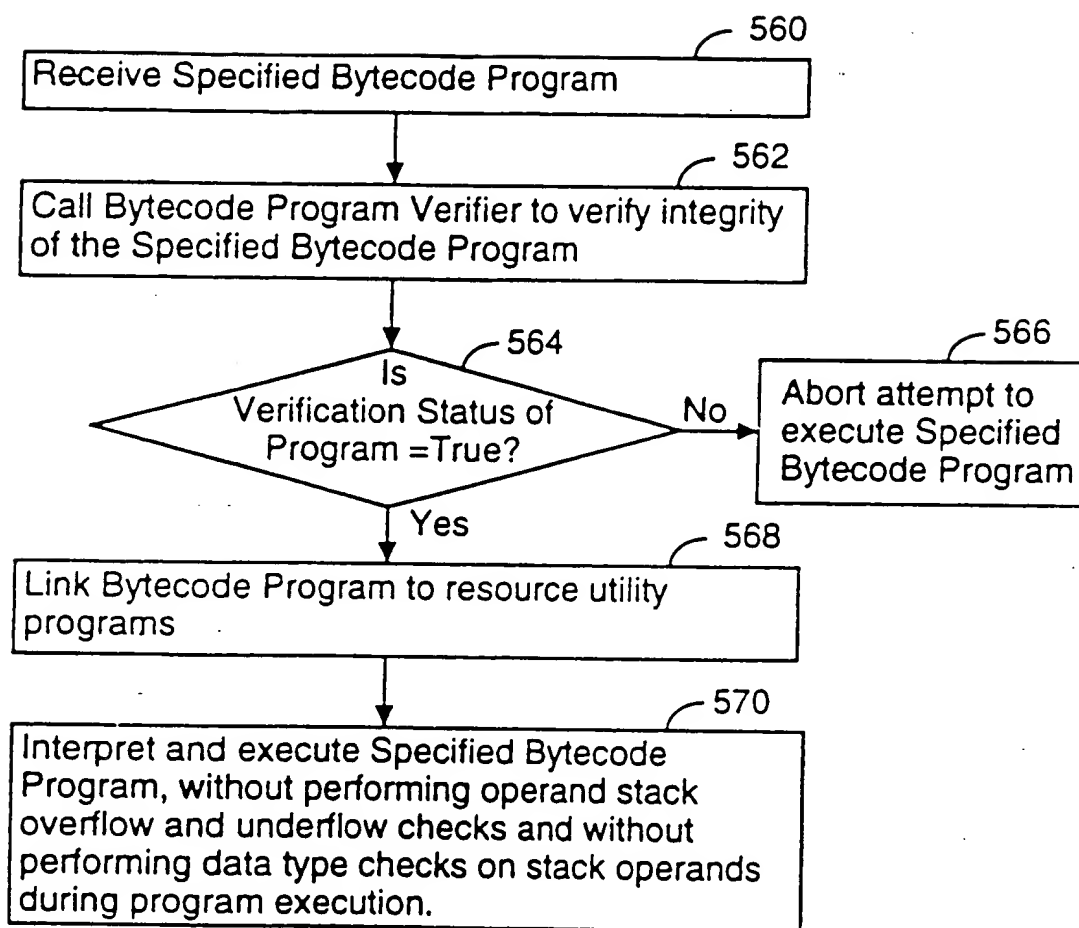 560
Receive Specified Bytecode Program
562
Call Bytecode Program Verifier to verify integrity
of the Specified Bytecode Program
564
Is
Verification Status of
Program =True?
No
566
Abort attempt to
execute Specified
Bytecode Program
Yes
568
Link Bytecode Program to resource utility
programs
570
Interpret and execute Specified Bytecode
Program, without performing operand stack
overflow and underflow checks and without
performing data type checks on stack operands
during program execution.